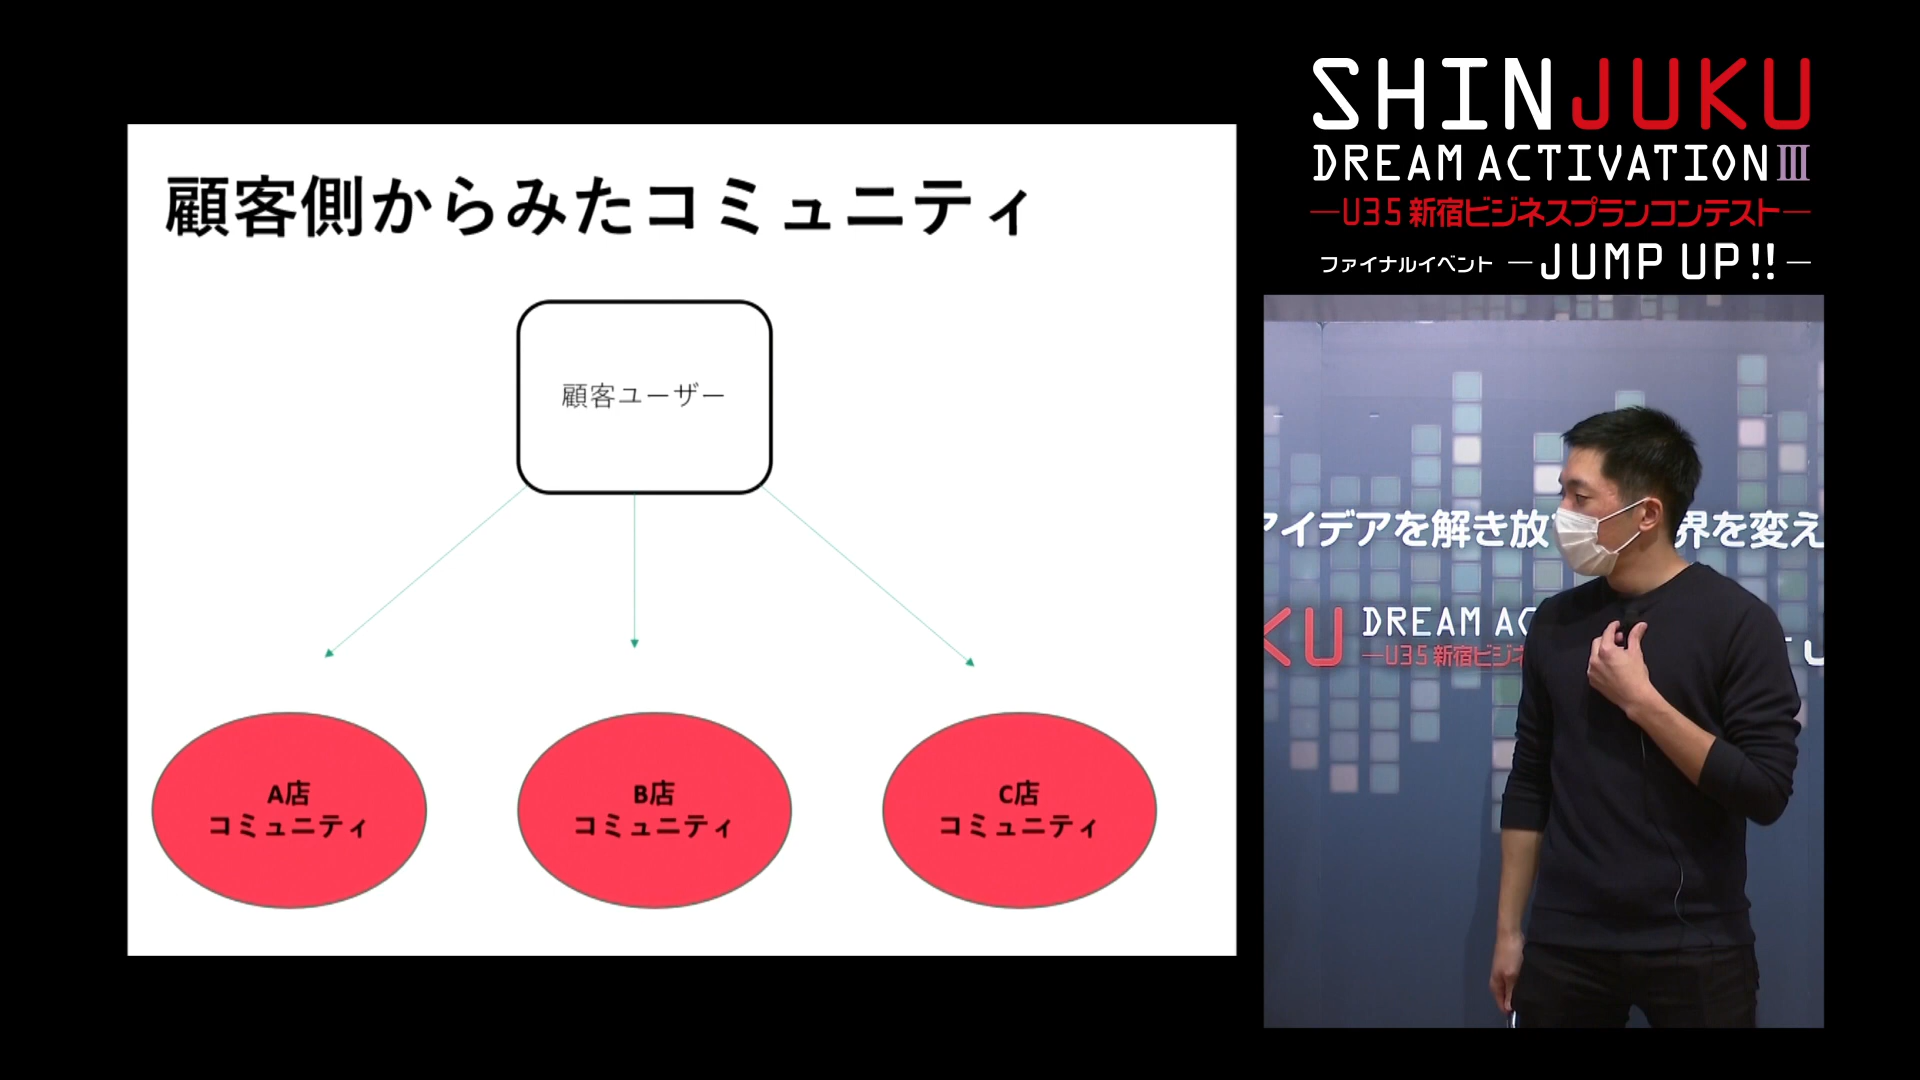 顧客側からみたコミュニティ
顧客ユーザー
A店
コミュニティ
B店
コミュニティ
C店
コミュニティ
SHINJUKU
DREAM ACTIVATION III
—U35 新宿ビジネスプランコンテスト—
ファイナルイベント —JUMP UP!!—
アイデアを解き放 界を変え
KU DREAM AC
—U35 新宿ビジネ